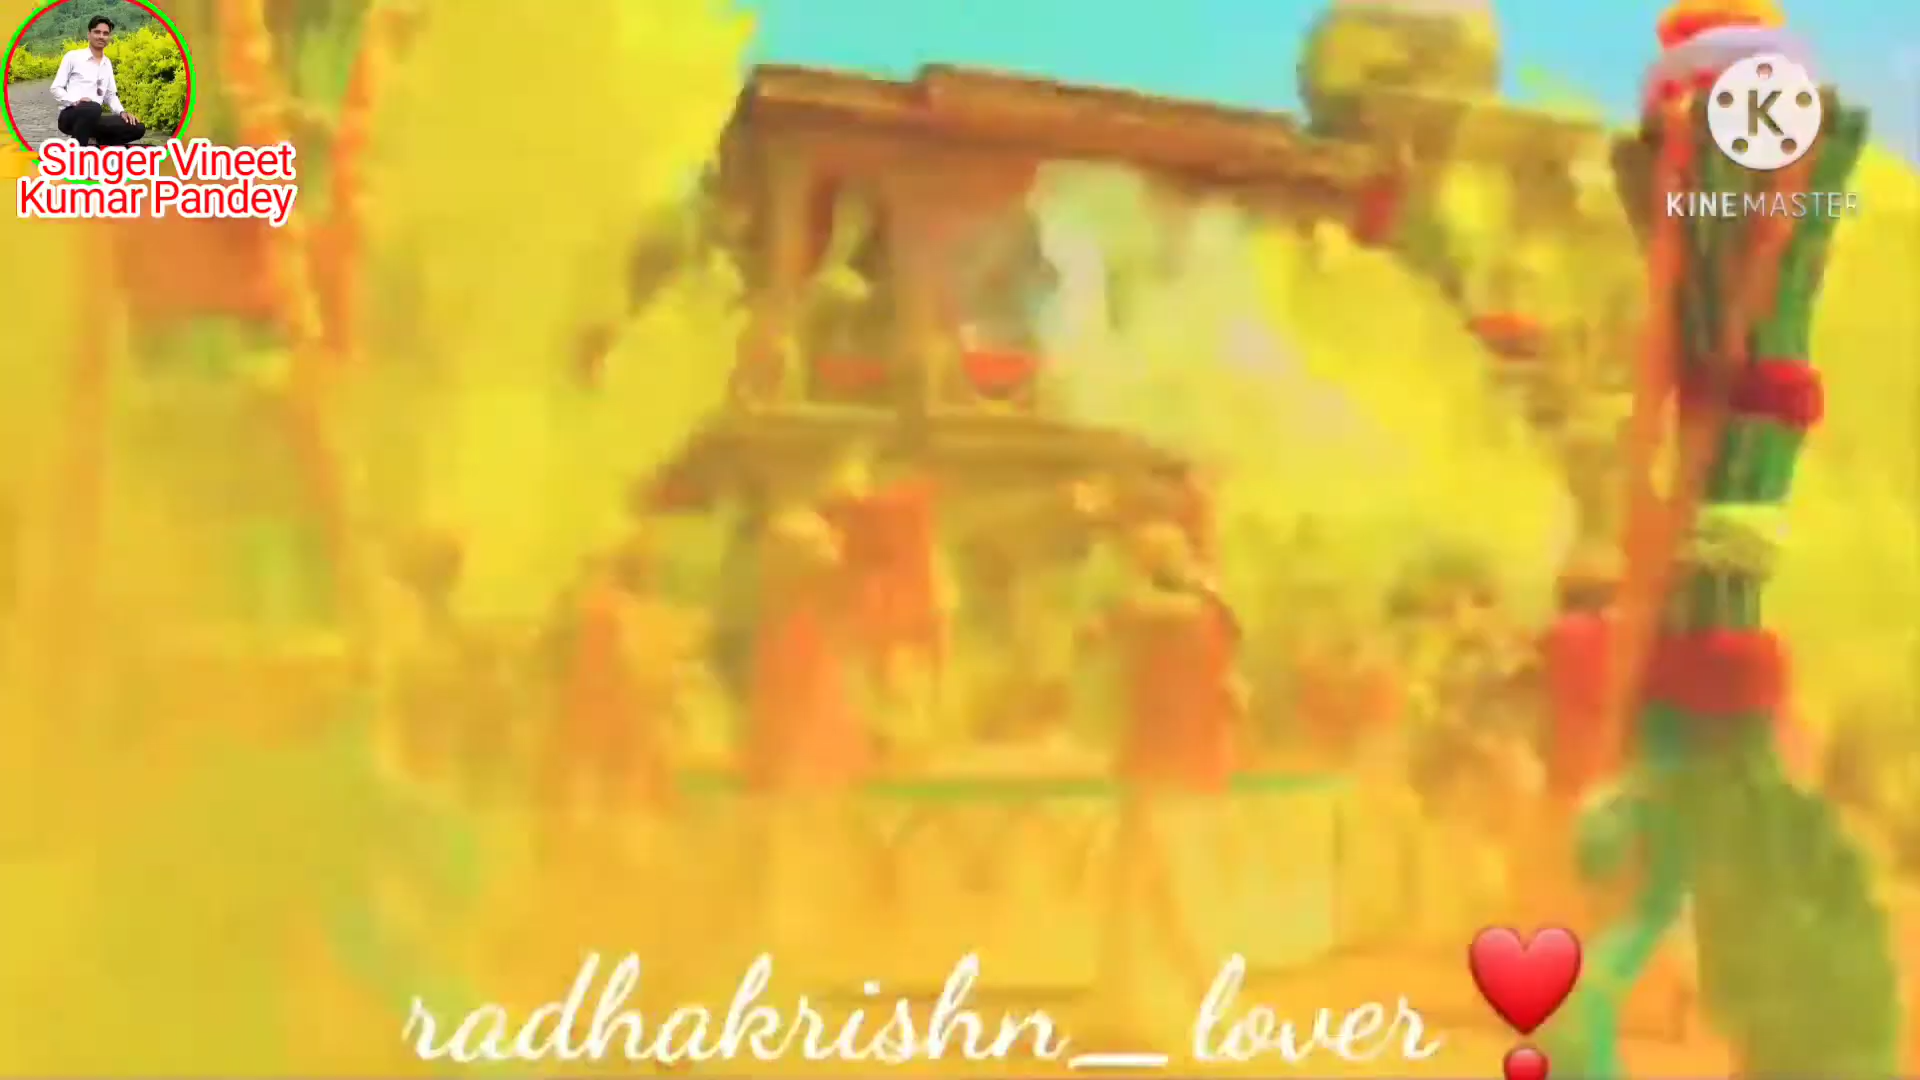 Singer Vineet
Kumar Pandey
K
KINEMASTER
radhakrishn_lover❣